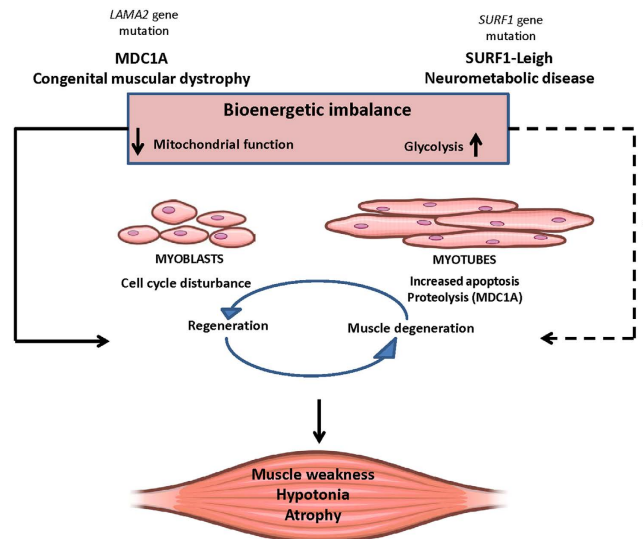 LAMA2 gene
mutation
MDC1A
Congenital muscular dystrophy
SURF1 gene
mutation
SURF1-Leigh
Neurometabolic disease
Bioenergetic imbalance
Mitochondrial function
Glycolysis
MYOBLASTS
Cell cycle disturbance
MYOTUBES
Increased apoptosis
Proteolysis (MDC1A)
Regeneration
Muscle degeneration
Muscle weakness
Hypotonia
Atrophy